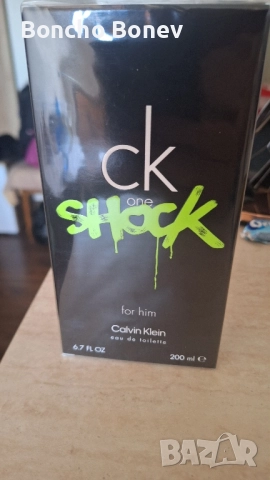 Boncho Bonev
ck
one
SHOCK
for him
Calvin Klein
eau de toilette
6.7 FL OZ 200 ml ℮
BAZAR